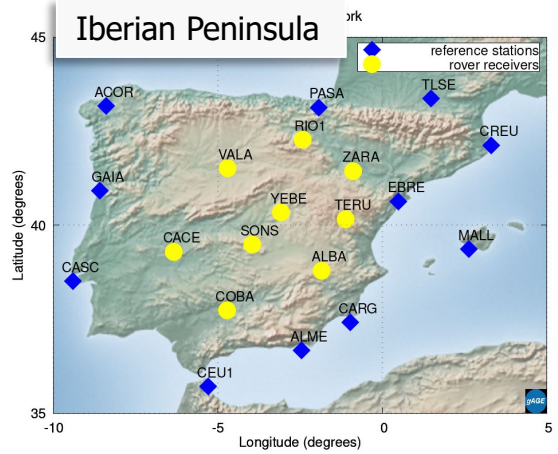 Iberian Peninsula
ork
45
reference stations
rover receivers
TLSE
ACOR
PASA
RIO1
CREU
VALA
ZARA
GAIA
EBRE
YEBE
TERU
40
SONS
MALL
CACE
ALBA
CASC
COBA
CARG
ALME
CEU1
gAGE
35
-10
-5
0
5
Latitude (degrees)
Longitude (degrees)